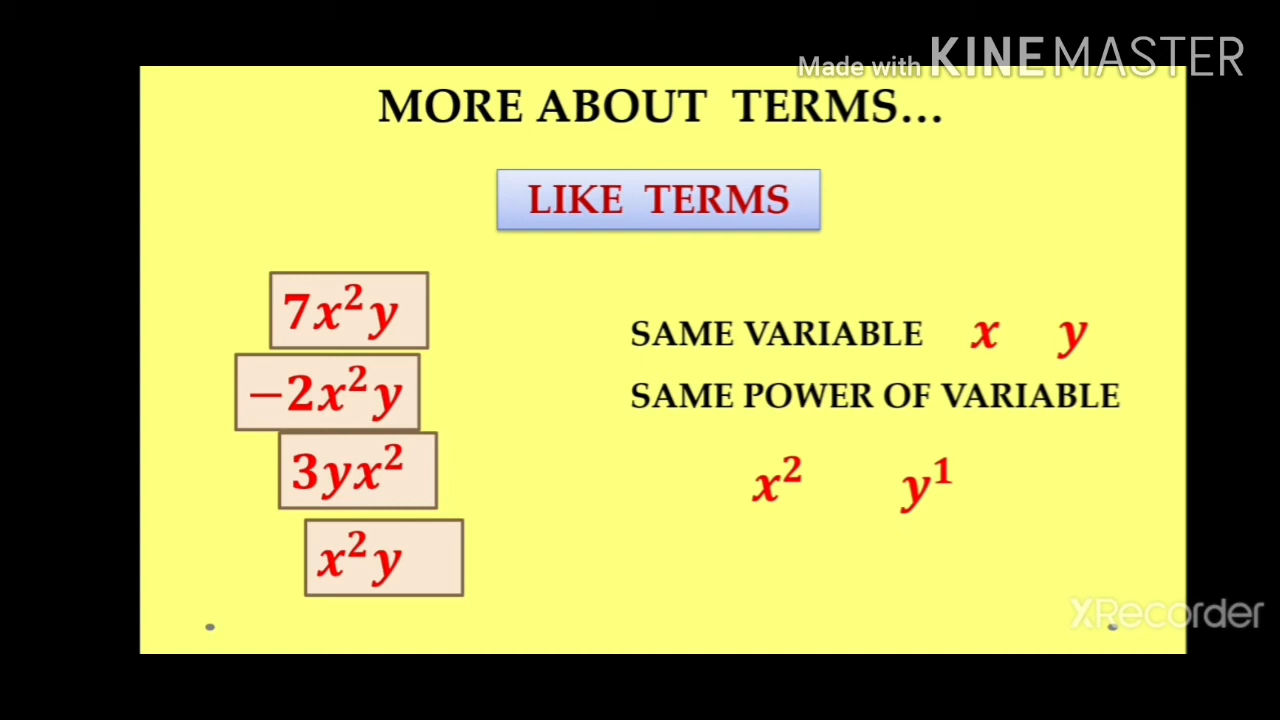 Made with KINEMASTER
MORE ABOUT TERMS...
LIKE TERMS
7x²y
−2x²y
3yx²
x²y
SAME VARIABLE x y
SAME POWER OF VARIABLE
x² y¹
XRecorder